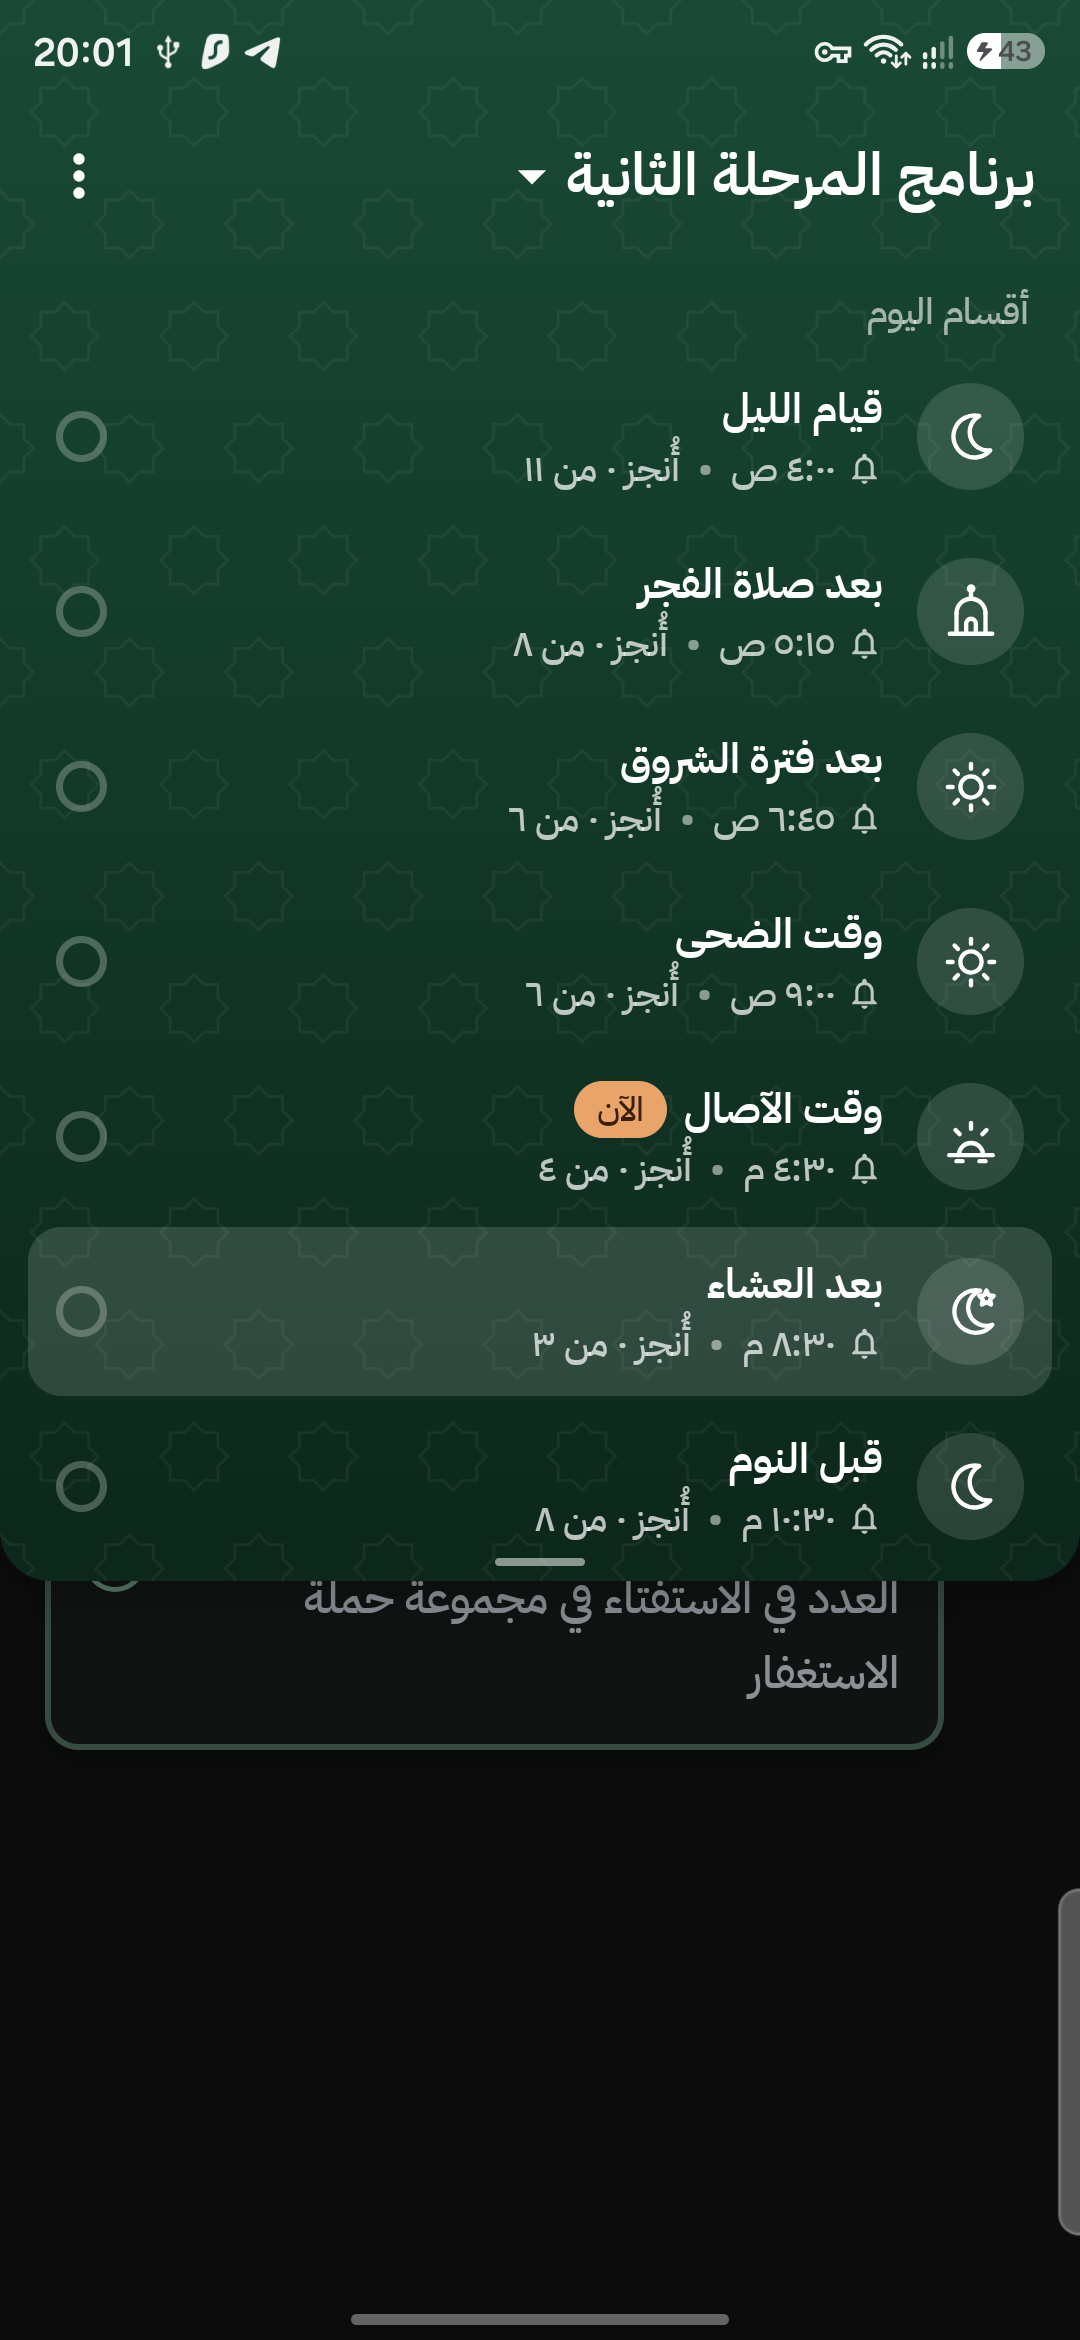 20:01
43
برنامج المرحلة الثانية
أقسام اليوم
قيام الليل
٤:٠٠ ص • أُنجز ٠ من ١١
بعد صلاة الفجر
٥:١٥ ص • أُنجز ٠ من ٨
بعد فترة الشروق
٦:٤٥ ص • أُنجز ٠ من ٦
وقت الضحى
٩:٠٠ ص • أُنجز ٠ من ٦
وقت الآصال الآن
٤:٣٠ م • أُنجز ٠ من ٤
بعد العشاء
٨:٣٠ م • أُنجز ٠ من ٣
قبل النوم
١٠:٣٠ م • أُنجز ٠ من ٨
العدد في الاستفتاء في مجموعة حملة
الاستغفار